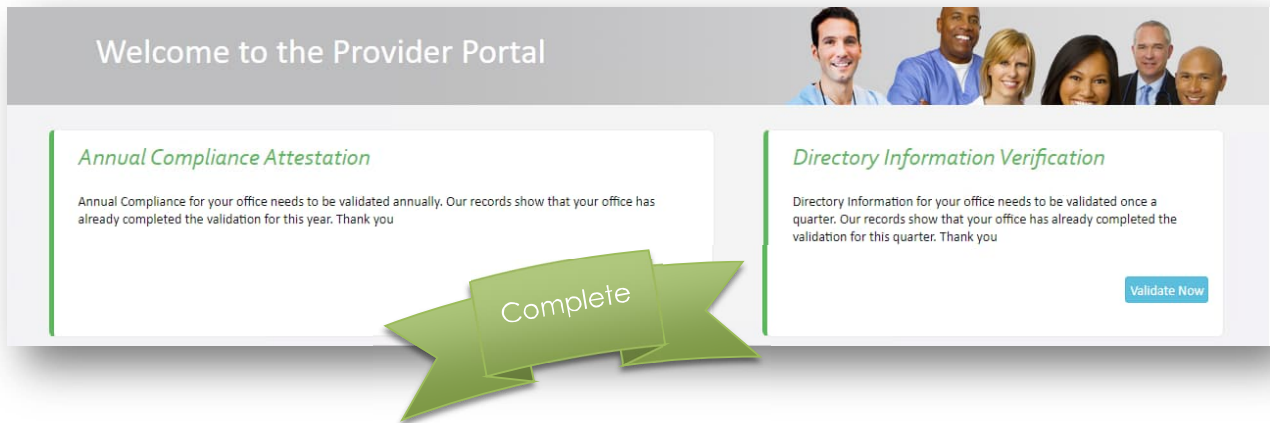 Welcome to the Provider Portal
Annual Compliance Attestation
Annual Compliance for your office needs to be validated annually. Our records show that your office has
already completed the validation for this year. Thank you
Directory Information Verification
Directory Information for your office needs to be validated once a
quarter. Our records show that your office has already completed the
validation for this quarter. Thank you
Validate Now
Complete